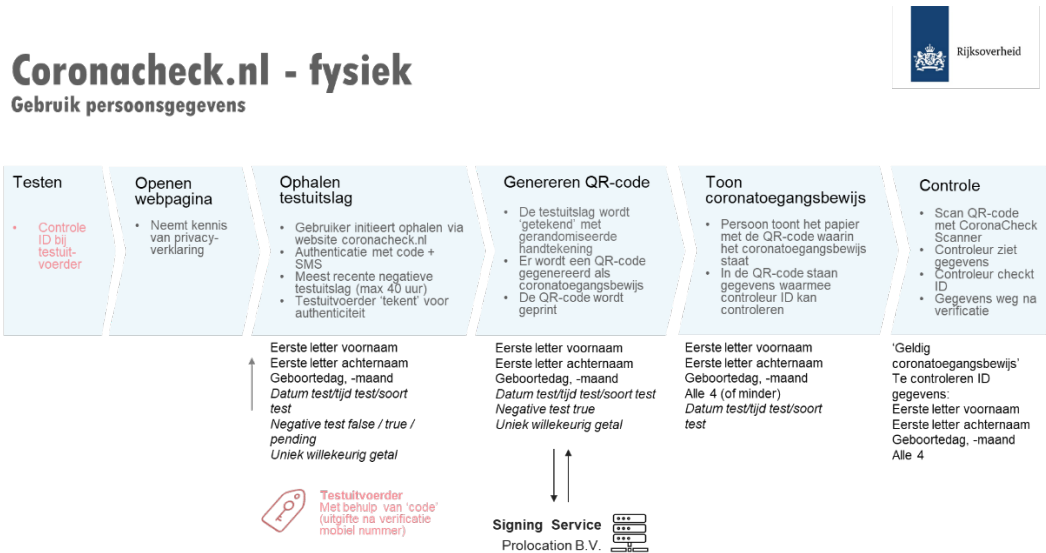 Coronacheck.nl - fysiek
Gebruik persoonsgegevens
Rijksoverheid
Testen
• Controle
ID bij
testuit-
voerder
Openen
webpagina
• Neemt kennis
van privacy-
verklaring
Ophalen
testuitslag
• Gebruiker initieert ophalen via
website coronacheck.nl
• Authenticatie met code +
SMS
• Meest recente negatieve
testuitslag (max 40 uur)
• Testuitvoerder ‘tekent’ voor
authenticiteit
Genereren QR-code
• De testuitslag wordt
‘getekend’ met
gerandomiseerde
handtekening
• Er wordt een QR-code
gegenereerd als
coronatoegangsbewijs
• De QR-code wordt
geprint
Toon
coronatoegangsbewijs
• Persoon toont het papier
met de QR-code waarin
het coronatoegangsbewijs
staat
• In de QR-code staan
gegevens waarmee
controleur ID kan
controleren
Controle
• Scan QR-code
met CoronaCheck
Scanner
• Controleur ziet
gegevens
• Controleur checkt
ID
• Gegevens weg na
verificatie
Eerste letter voornaam
Eerste letter achternaam
Geboortedag, -maand
Datum test/tijd test/soort
test
Negative test false / true /
pending
Uniek willekeurig getal
Eerste letter voornaam
Eerste letter achternaam
Geboortedag, -maand
Datum test/tijd test/soort test
Negative test true
Uniek willekeurig getal
Eerste letter voornaam
Eerste letter achternaam
Geboortedag, -maand
Alle 4 (of minder)
Datum test/tijd test/soort
test
‘Geldig
coronatoegangsbewijs’
Te controleren ID
gegevens:
Eerste letter voornaam
Eerste letter achternaam
Geboortedag, -maand
Alle 4
Testuitvoerder
Met behulp van ‘code’
(uitgifte na verificatie
mobiel nummer)
Signing Service
Prolocation B.V.